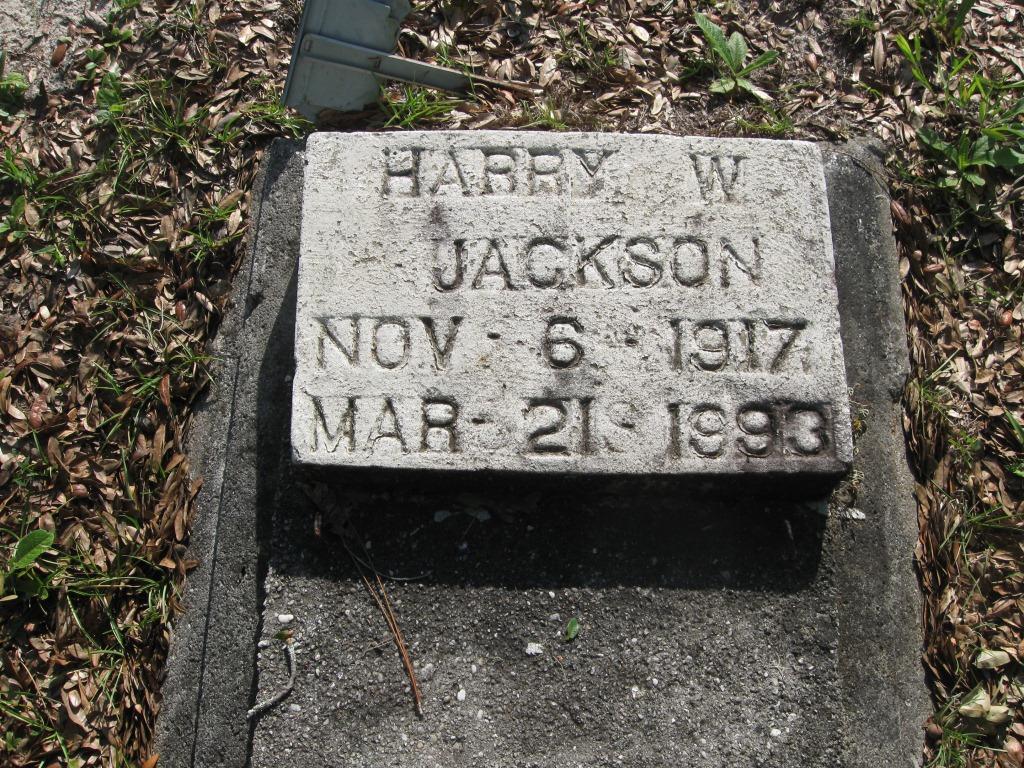 HARRY W
JACKSON
NOV · 6 · 1917
MAR · 21 · 1993